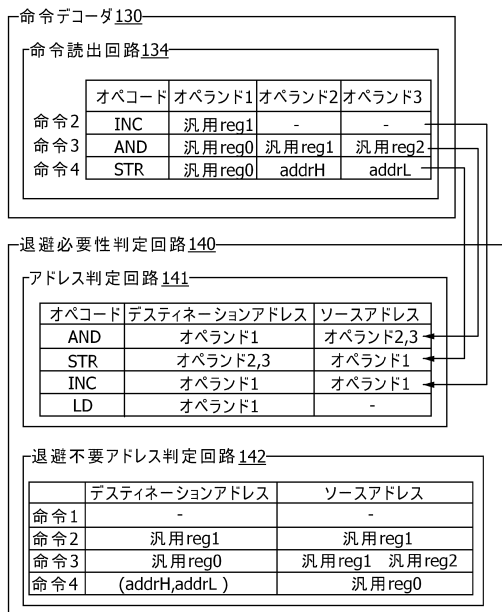 命令デコーダ130
命令読出回路134
オペコード オペランド1 オペランド2 オペランド3
命令2 INC 汎用reg1 - -
命令3 AND 汎用reg0 汎用reg1 汎用reg2
命令4 STR 汎用reg0 addrH addrL
退避必要性判定回路140
アドレス判定回路141
オペコード デスティネーションアドレス ソースアドレス
AND オペランド1 オペランド2,3
STR オペランド2,3 オペランド1
INC オペランド1 オペランド1
LD オペランド1 -
退避不要アドレス判定回路142
デスティネーションアドレス ソースアドレス
命令1 - -
命令2 汎用reg1 汎用reg1
命令3 汎用reg0 汎用reg1 汎用reg2
命令4 (addrH,addrL ) 汎用reg0